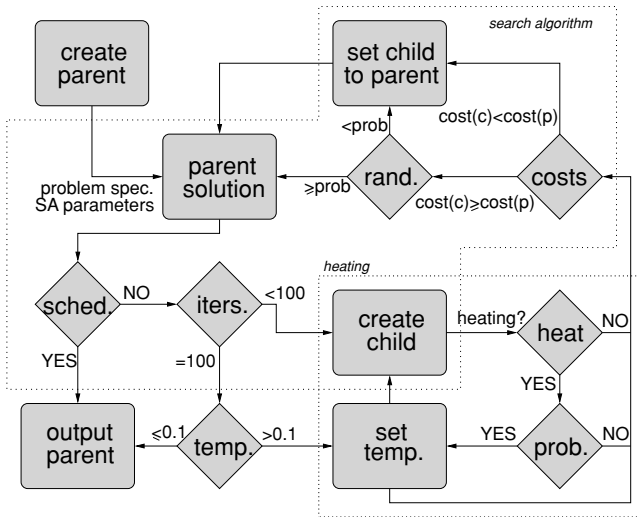 create
parent
set child
to parent
search algorithm
<prob
cost(c)<cost(p)
parent
solution
rand.
costs
⩾prob
cost(c)⩾cost(p)
problem spec.
SA parameters
heating
sched.
NO
iters.
<100
create
child
heating?
heat
NO
YES
=100
YES
output
parent
⩽0.1
temp.
>0.1
set
temp.
YES
prob.
NO